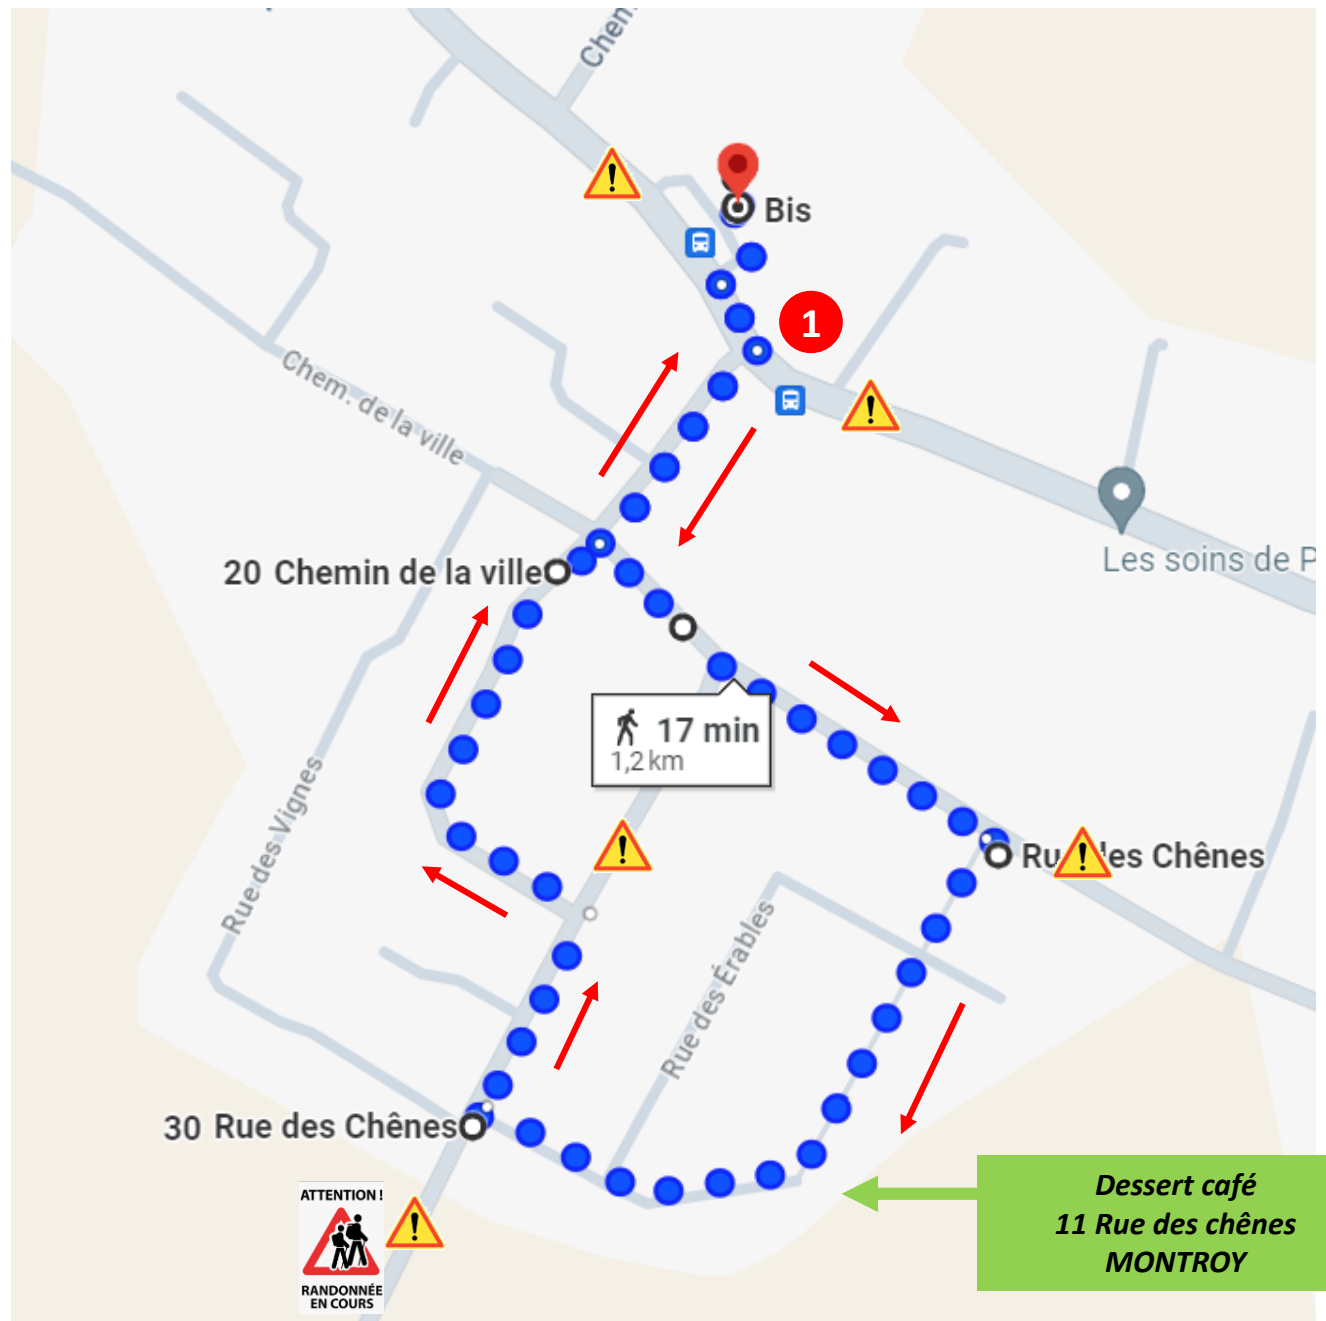 Chem.
Bis
1
Chem. de la ville
Les soins de P
20 Chemin de la ville
17 min
1,2 km
Rue des Vignes
Rue des Chênes
Rue des Érables
30 Rue des Chênes
ATTENTION !
RANDONNÉE
EN COURS
Dessert café
11 Rue des chênes
MONTROY